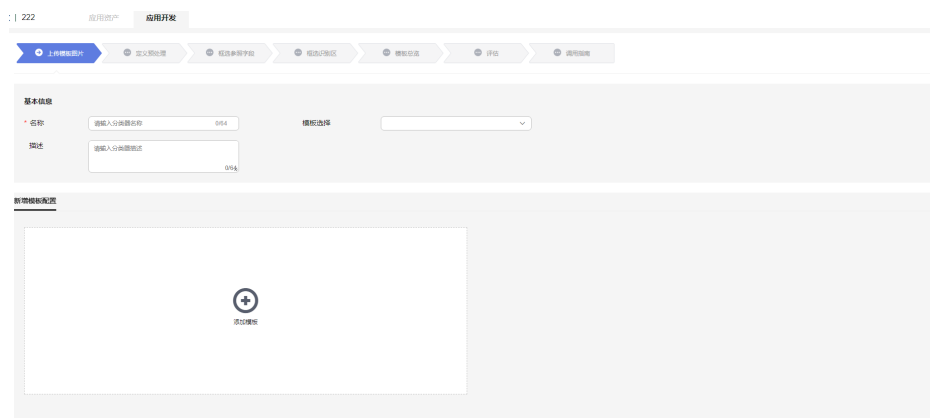 | 222 应用资产 应用开发
上传模板图片 定义预处理 框选参照字段 框选识别区 模板总览 评估 调用指南
基本信息
* 名称 请输入分类器名称 0/64 模板选择
描述 请输入分类器描述
0/64
新增模板配置
添加模板